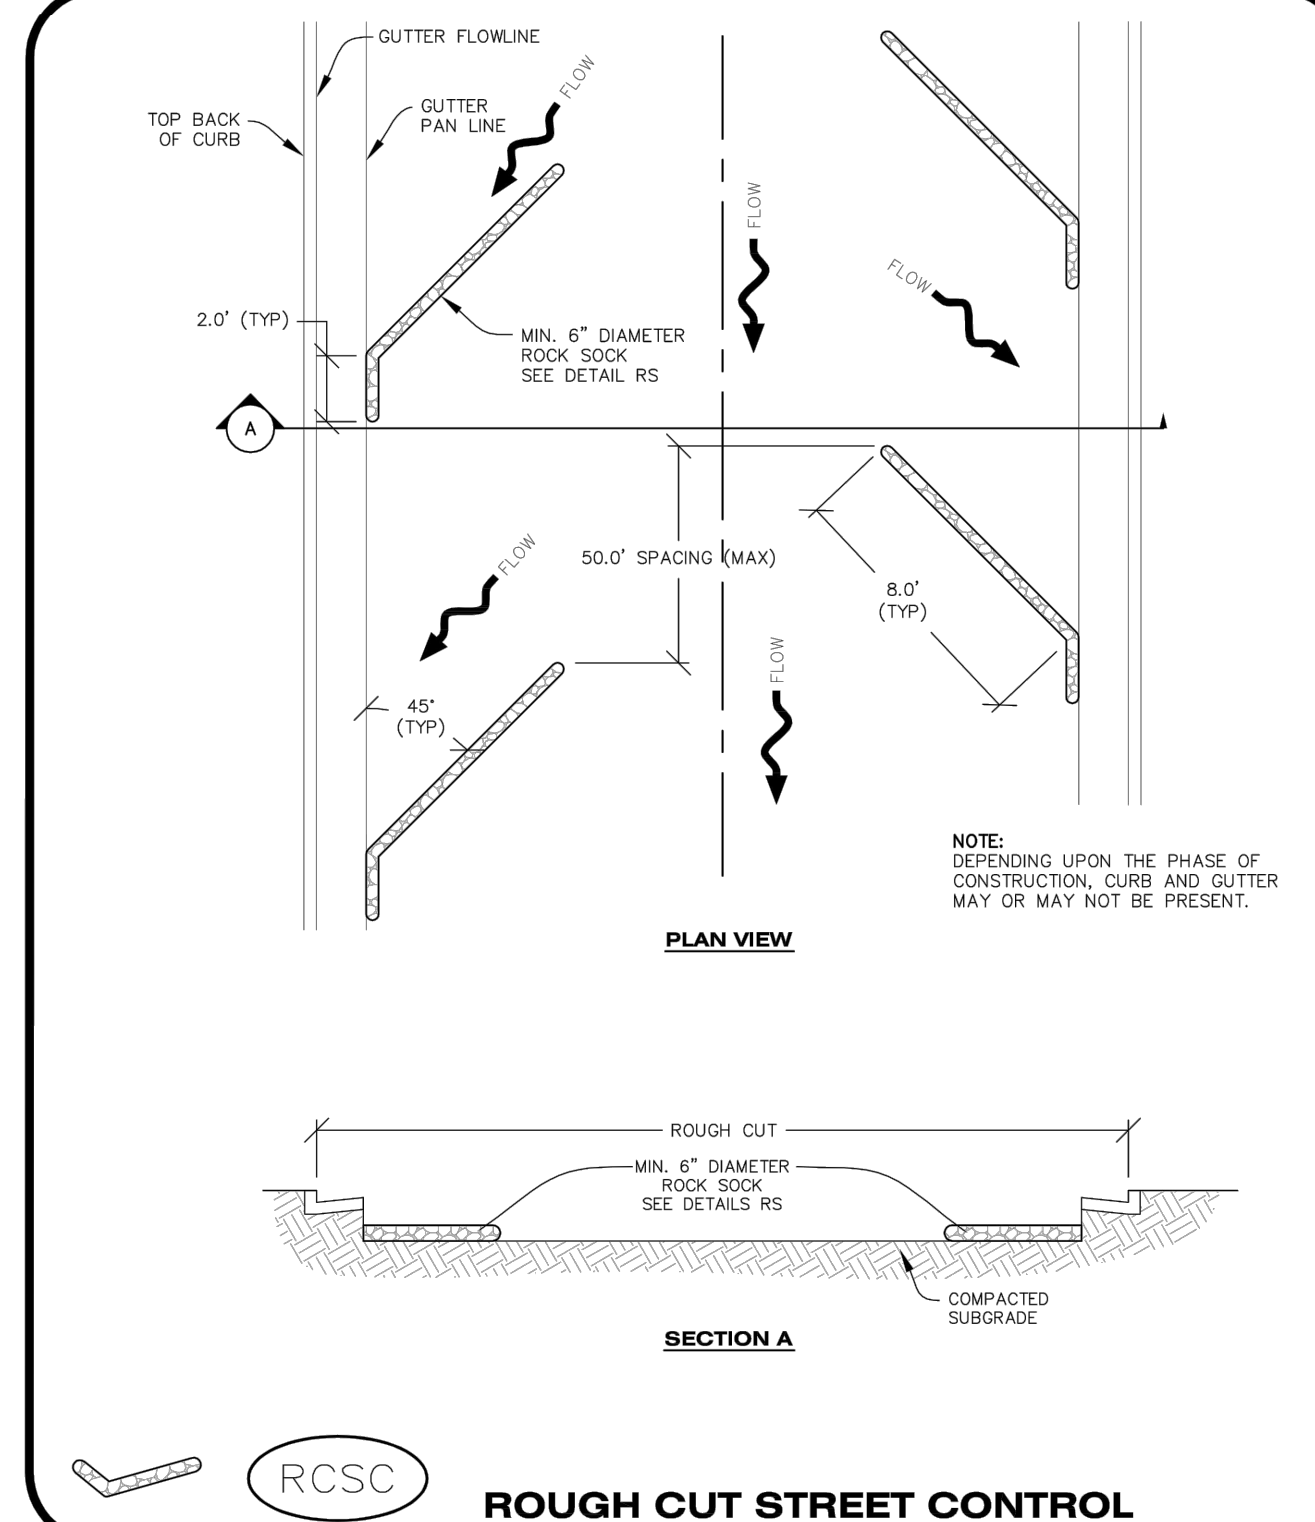 GUTTER FLOWLINE
TOP BACK
OF CURB
GUTTER
PAN LINE
FLOW
FLOW
FLOW
2.0' (TYP)
MIN. 6" DIAMETER
ROCK SOCK
SEE DETAIL RS
A
50.0' SPACING (MAX)
FLOW
8.0'
(TYP)
FLOW
45°
(TYP)
NOTE:
DEPENDING UPON THE PHASE OF
CONSTRUCTION, CURB AND GUTTER
MAY OR MAY NOT BE PRESENT.
PLAN VIEW
ROUGH CUT
MIN. 6" DIAMETER
ROCK SOCK
SEE DETAILS RS
COMPACTED
SUBGRADE
SECTION A
RCSC
ROUGH CUT STREET CONTROL